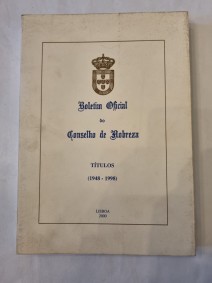 Boletim Oficial
do
Conselho de Nobreza
TÍTULOS
(1948 - 1998)
LISBOA